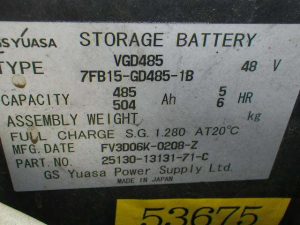 GS YUASA STORAGE BATTERY
TYPE VGD485 48 V
7FB15-GD485-1B
CAPACITY 485 Ah 5 HR
504 6
ASSEMBLY WEIGHT kg
FULL CHARGE S.G. 1.280 AT20°C
MFG. DATE FV3D06K-0208-Z
PART NO. 25130-13131-71-C
GS Yuasa Power Supply Ltd.
MADE IN JAPAN
53675